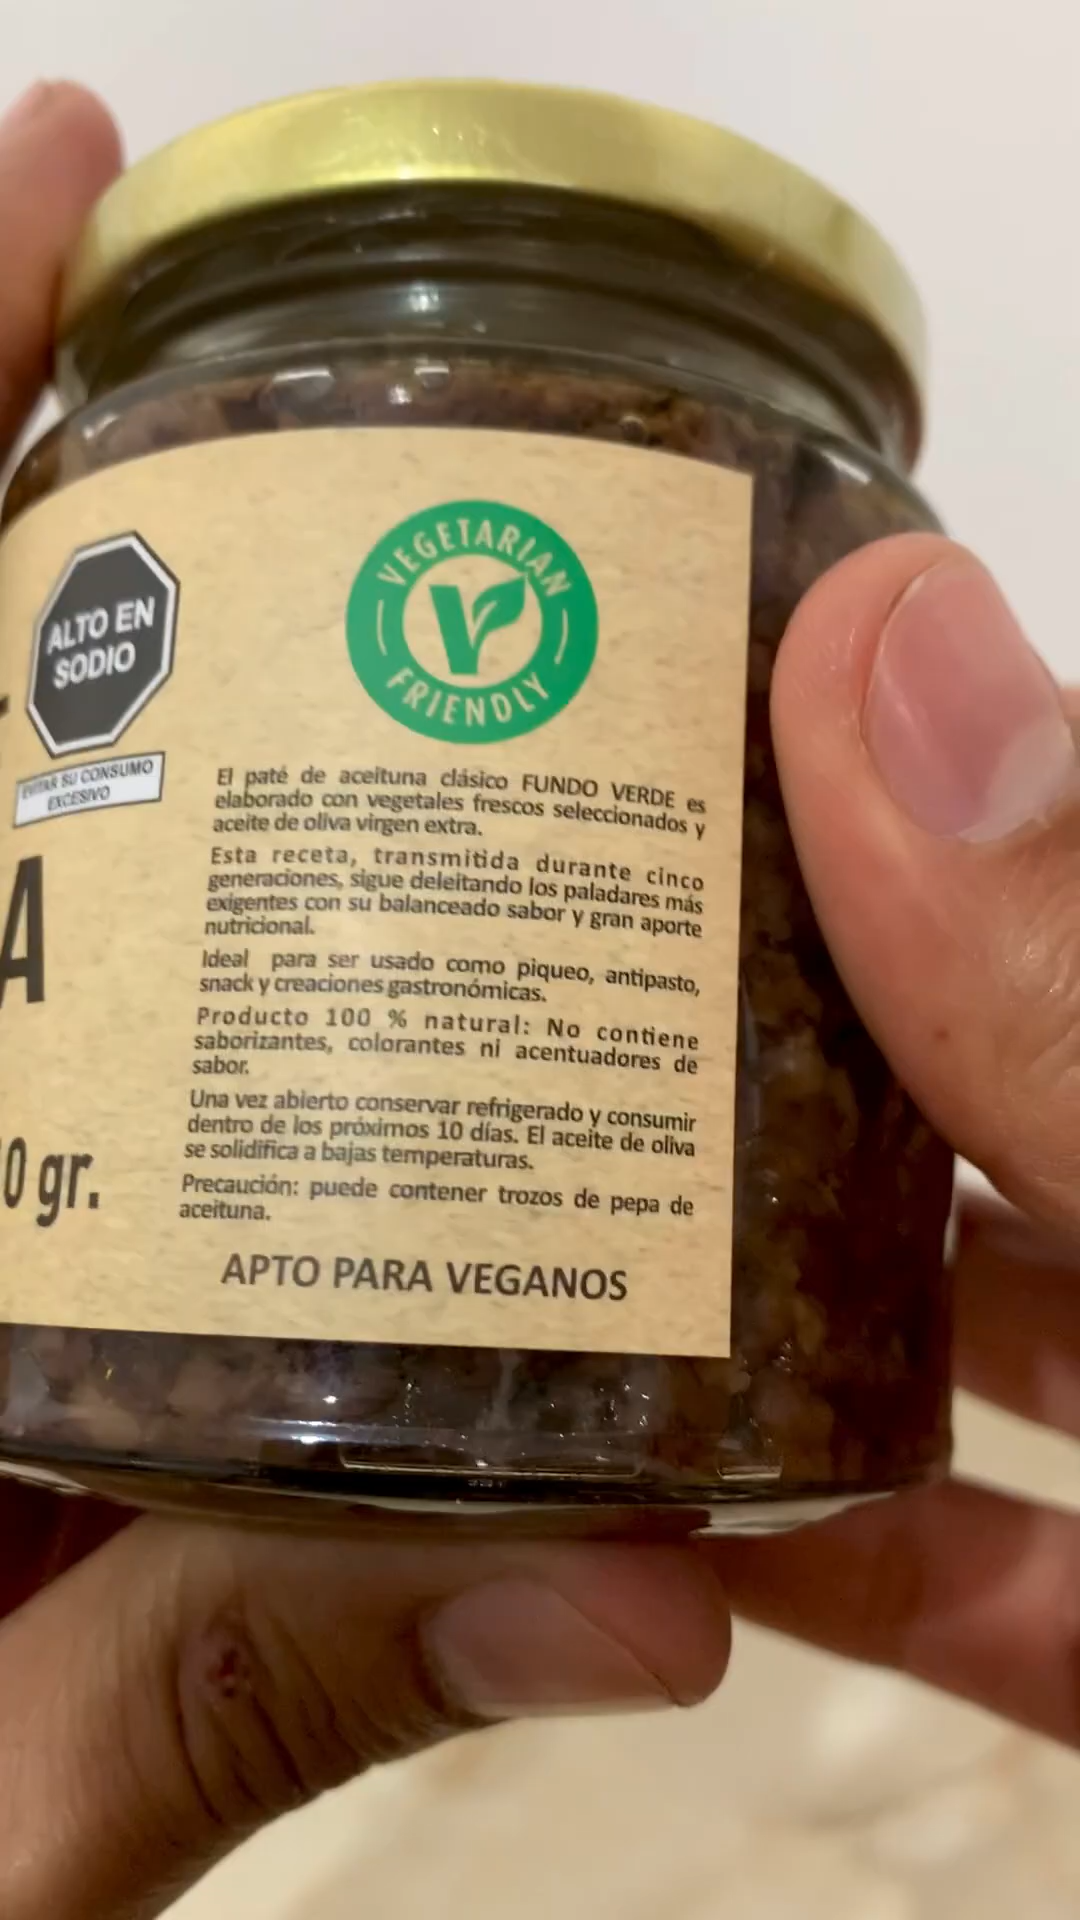 VEGETARIAN
FRIENDLY
ALTO EN
SODIO
EVITAR SU CONSUMO
EXCESIVO
A
0 gr.
El paté de aceituna clásico FUNDO VERDE es
elaborado con vegetales frescos seleccionados y
aceite de oliva virgen extra.
Esta receta, transmitida durante cinco
generaciones, sigue deleitando los paladares más
exigentes con su balanceado sabor y gran aporte
nutricional.
Ideal para ser usado como piqueo, antipasto,
snack y creaciones gastronómicas.
Producto 100 % natural: No contiene
saborizantes, colorantes ni acentuadores de
sabor.
Una vez abierto conservar refrigerado y consumir
dentro de los próximos 10 días. El aceite de oliva
se solidifica a bajas temperaturas.
Precaución: puede contener trozos de pepa de
aceituna.
APTO PARA VEGANOS